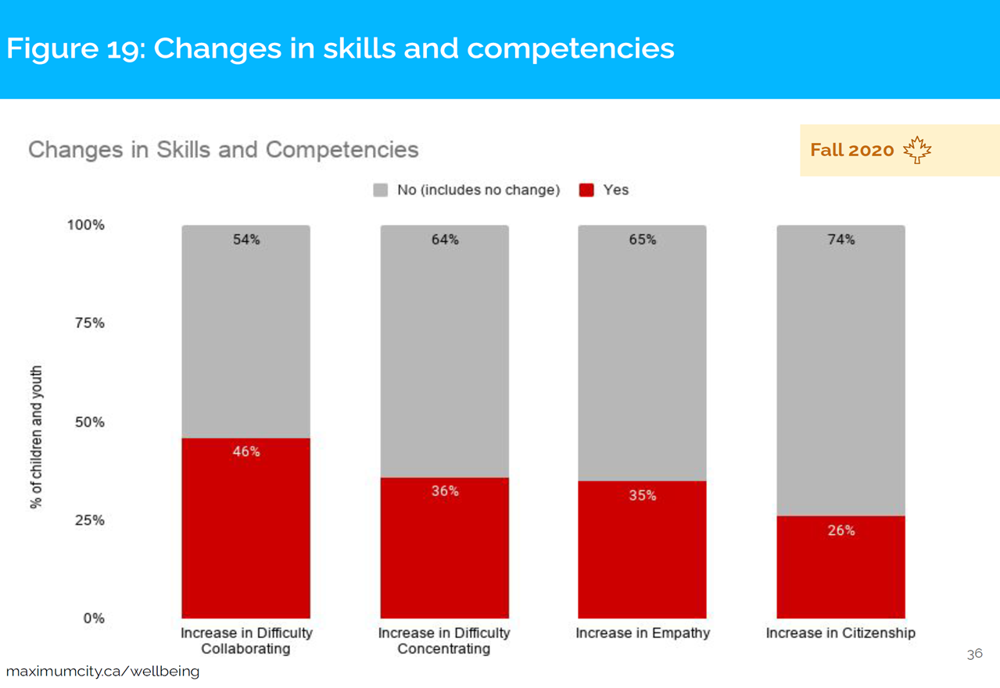 Figure 19: Changes in skills and competencies
Changes in Skills and Competencies
Fall 2020
No (includes no change) Yes
100%
75%
50%
25%
0%
% of children and youth
54% 64% 65% 74%
46% 36% 35% 26%
Increase in Difficulty
Collaborating
Increase in Difficulty
Concentrating
Increase in Empathy
Increase in Citizenship
36
maximumcity.ca/wellbeing